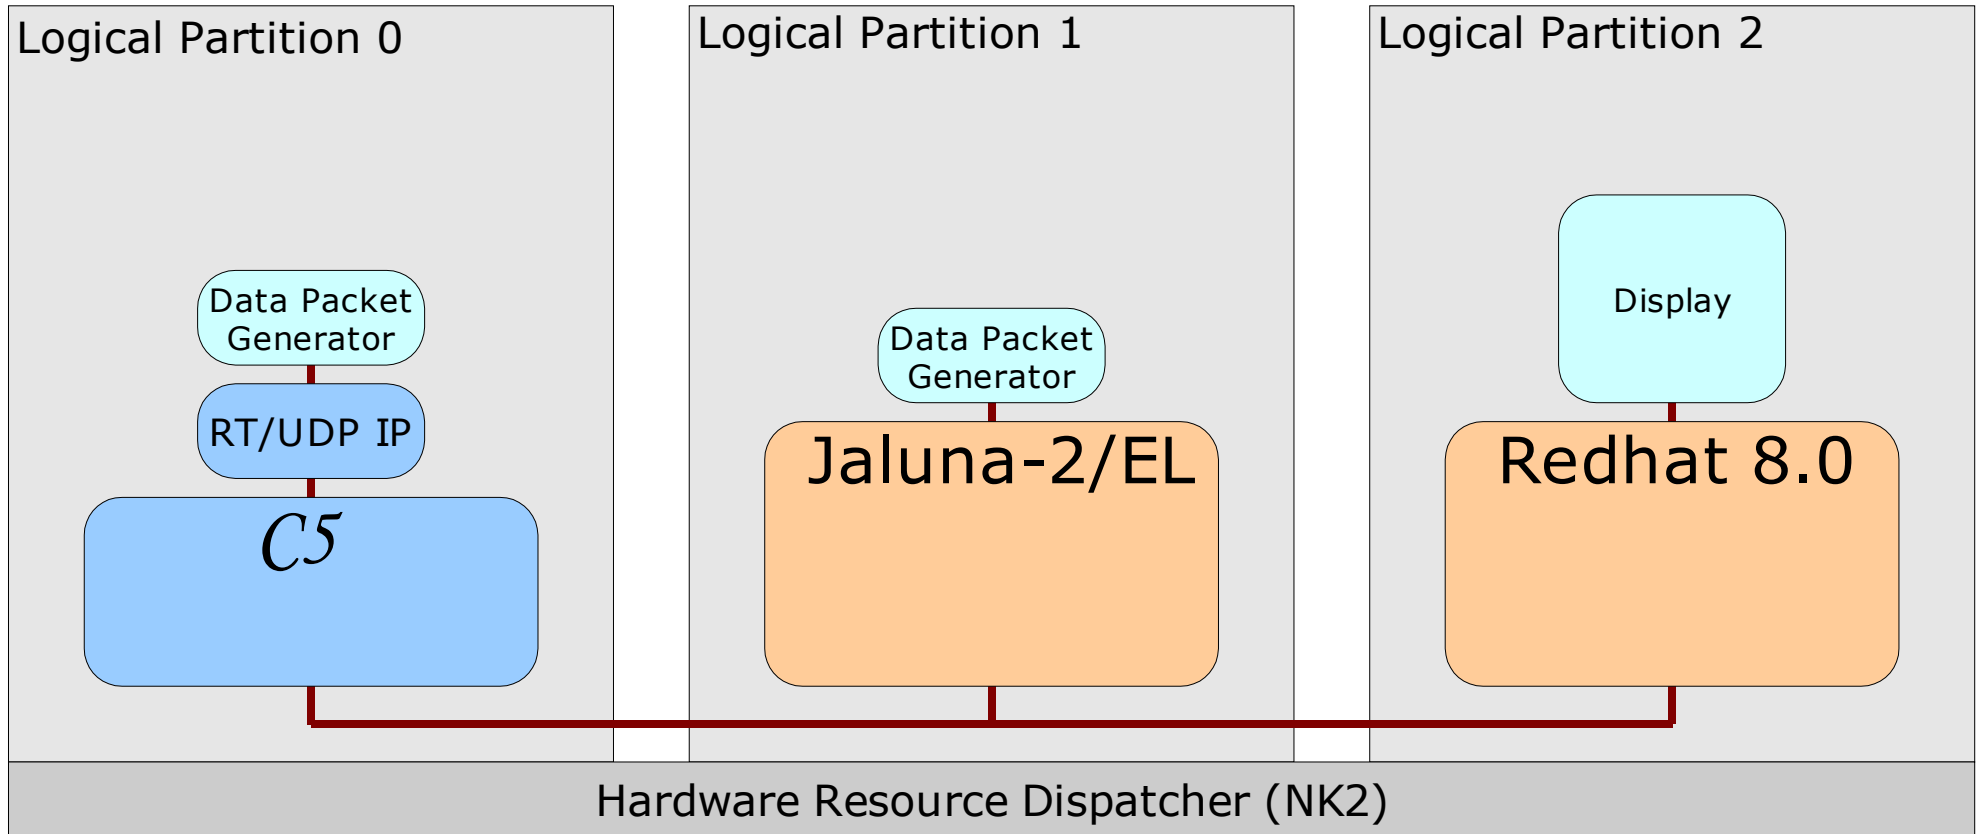 Logical Partition 0
Logical Partition 1
Logical Partition 2
Data Packet
Generator
RT/UDP IP
C5
Data Packet
Generator
Jaluna-2/EL
Display
Redhat 8.0
Hardware Resource Dispatcher (NK2)